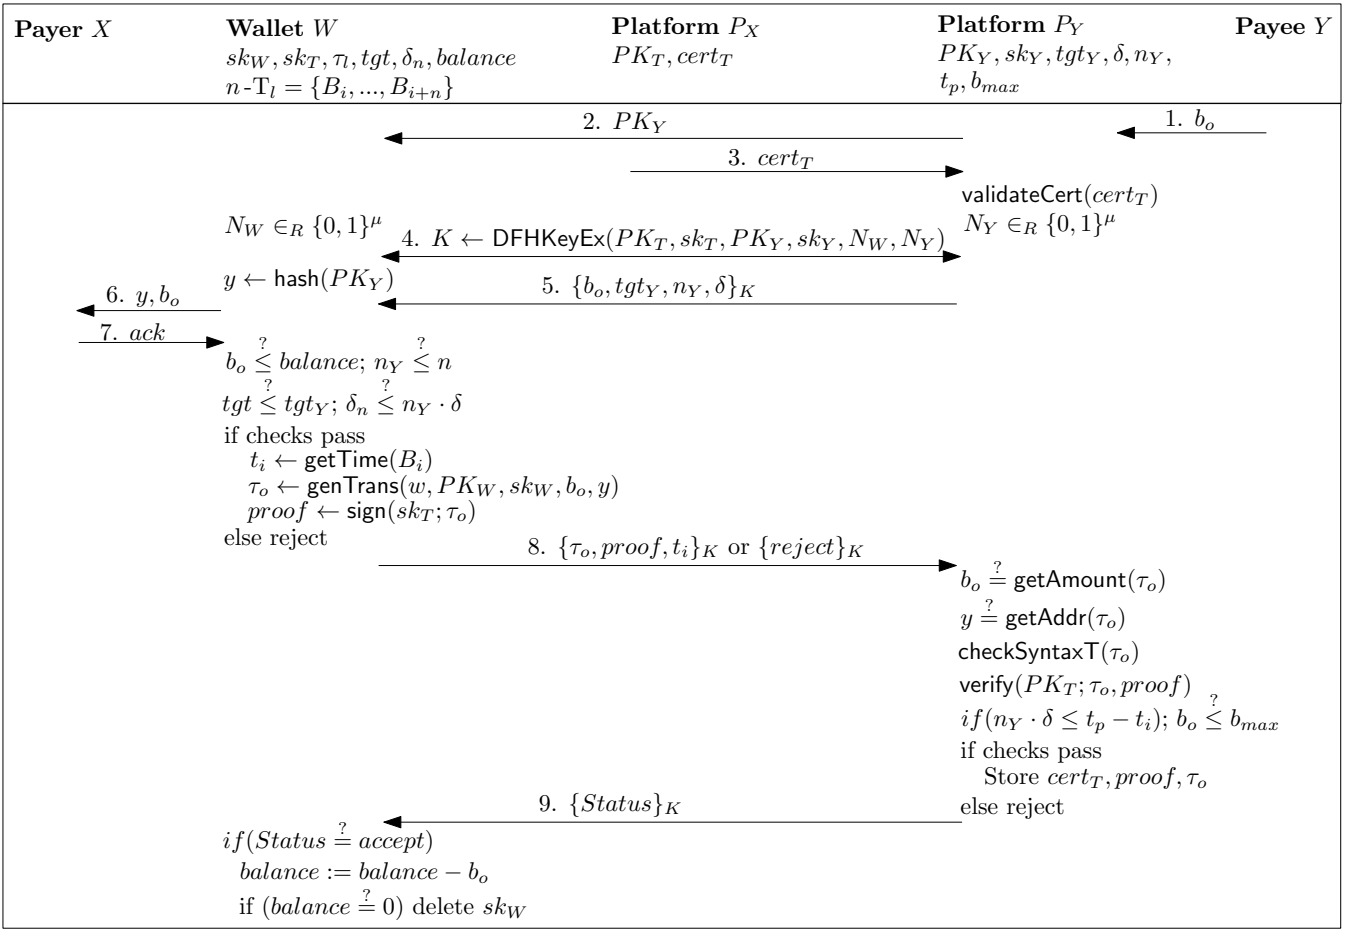 Payer X Wallet W Platform P_X Platform P_Y Payee Y
sk_W, sk_T, τ_l, tgt, δ_n, balance PK_T, cert_T PK_Y, sk_Y, tgt_Y, δ, n_Y,
n-T_l = {B_i, ..., B_{i+n}} t_p, b_{max}
1. b_o
2. PK_Y
3. cert_T
validateCert(cert_T)
N_W ∈_R {0, 1}^μ N_Y ∈_R {0, 1}^μ
4. K ← DFHKeyEx(PK_T, sk_T, PK_Y, sk_Y, N_W, N_Y)
y ← hash(PK_Y)
5. {b_o, tgt_Y, n_Y, δ}_K
6. y, b_o
7. ack
b_o ≤? balance; n_Y ≤? n
tgt ≤? tgt_Y; δ_n ≤? n_Y · δ
if checks pass
t_i ← getTime(B_i)
τ_o ← genTrans(w, PK_W, sk_W, b_o, y)
proof ← sign(sk_T; τ_o)
else reject
8. {τ_o, proof, t_i}_K or {reject}_K
b_o =? getAmount(τ_o)
y =? getAddr(τ_o)
checkSyntaxT(τ_o)
verify(PK_T; τ_o, proof)
if(n_Y · δ ≤ t_p − t_i); b_o ≤? b_{max}
if checks pass
Store cert_T, proof, τ_o
else reject
9. {Status}_K
if(Status =? accept)
balance := balance − b_o
if (balance =? 0) delete sk_W